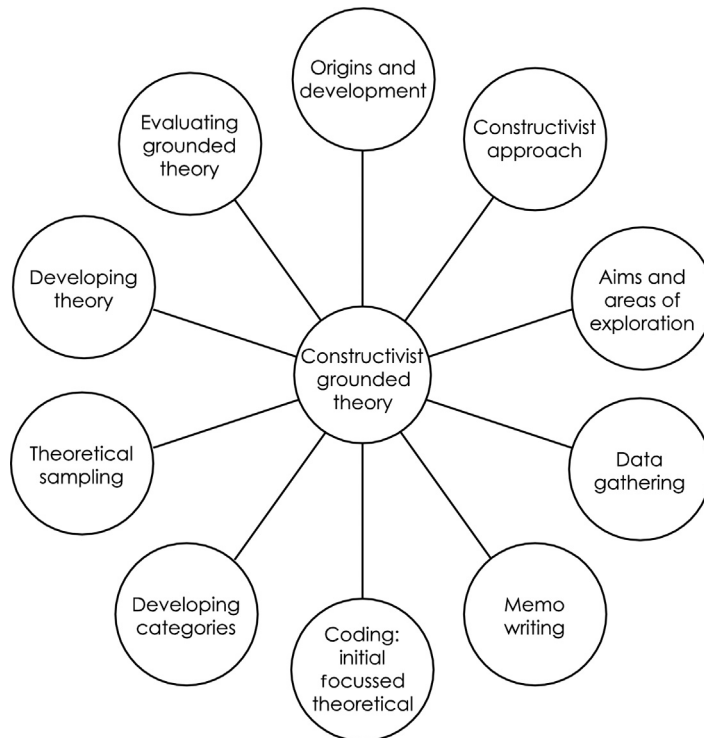 Origins and
development
Constructivist
approach
Aims and
areas of
exploration
Data
gathering
Memo
writing
Coding:
initial
focussed
theoretical
Developing
categories
Theoretical
sampling
Developing
theory
Evaluating
grounded
theory
Constructivist
grounded
theory